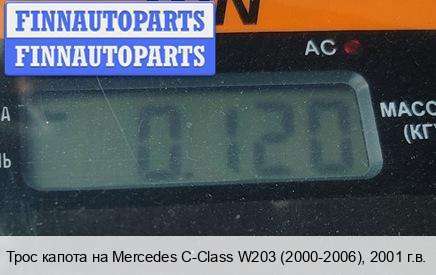 FINNAUTOPARTS
FINNAUTOPARTS
AC
МАССА
(КГ)
0.120
Трос капота на Mercedes C-Class W203 (2000-2006), 2001 г.в.